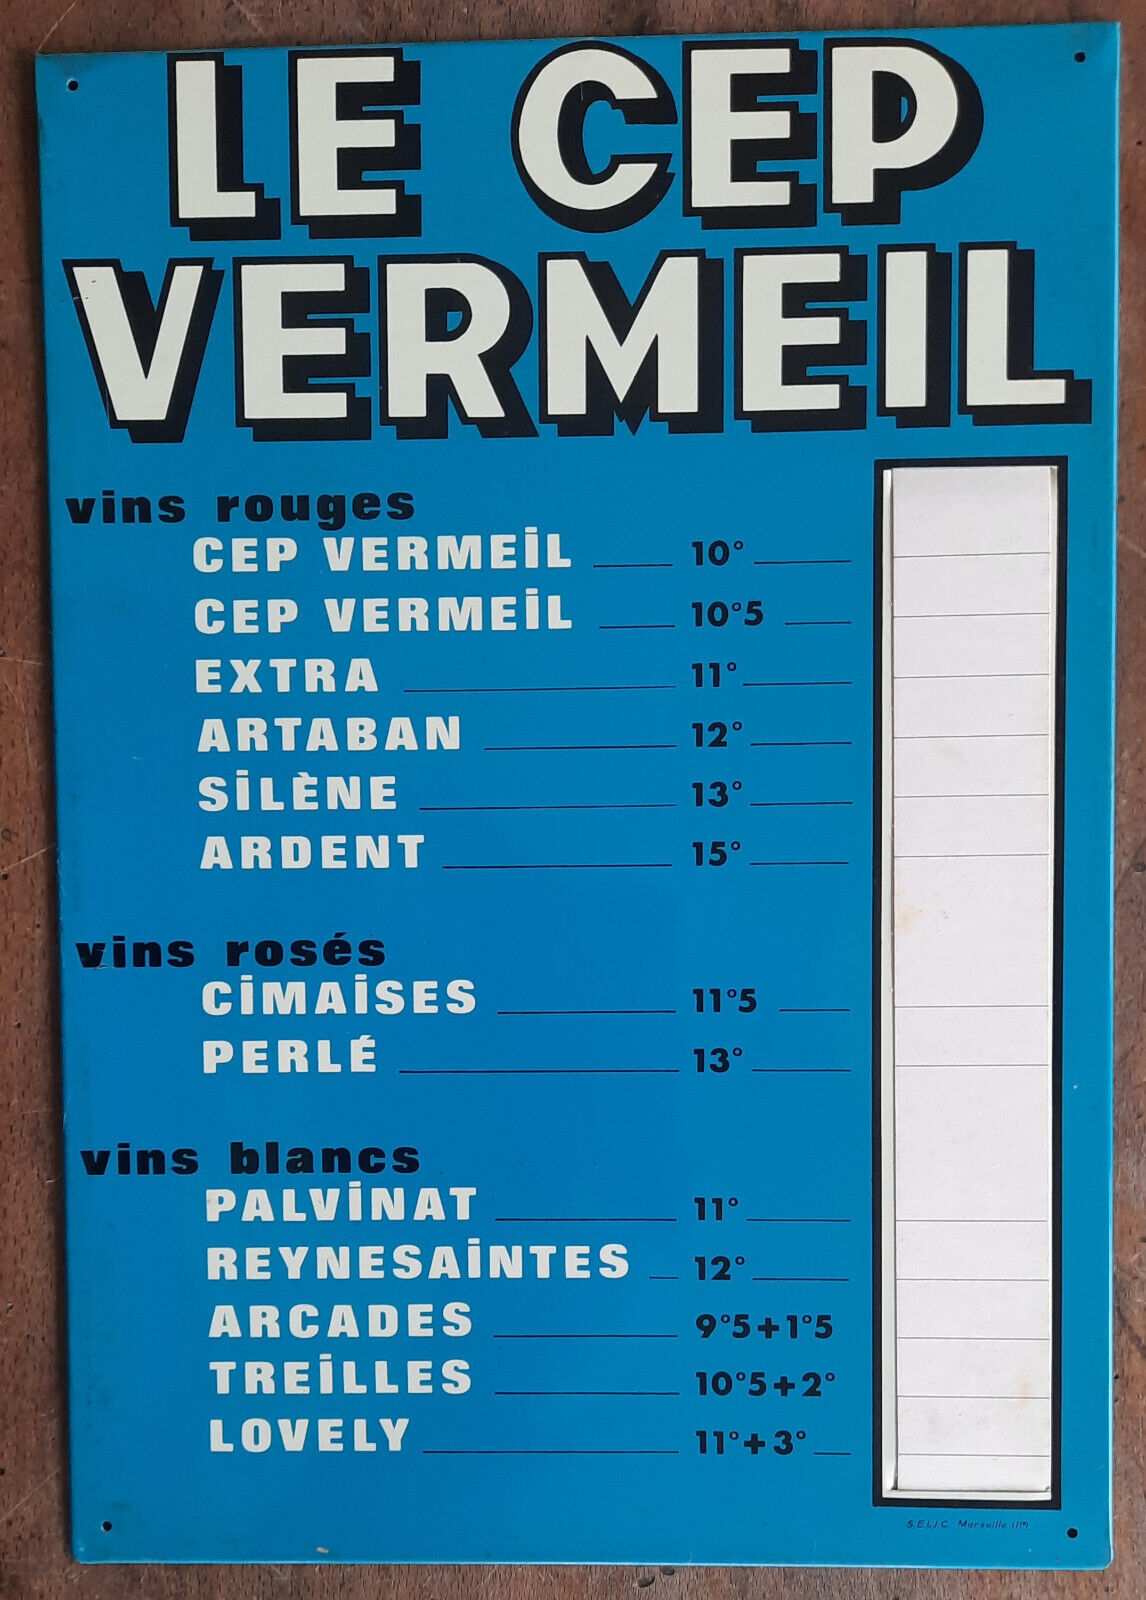 LE CEP
VERMEIL
vins rouges
CEP VERMEIL 10°
CEP VERMEIL 10°5
EXTRA 11°
ARTABAN 12°
SILÈNE 13°
ARDENT 15°
vins rosés
CIMAISES 11°5
PERLÉ 13°
vins blancs
PALVINAT 11°
REYNESAINTES 12°
ARCADES 9°5+1°5
TREILLES 10°5+2°
LOVELY 11°+3°
Marseille